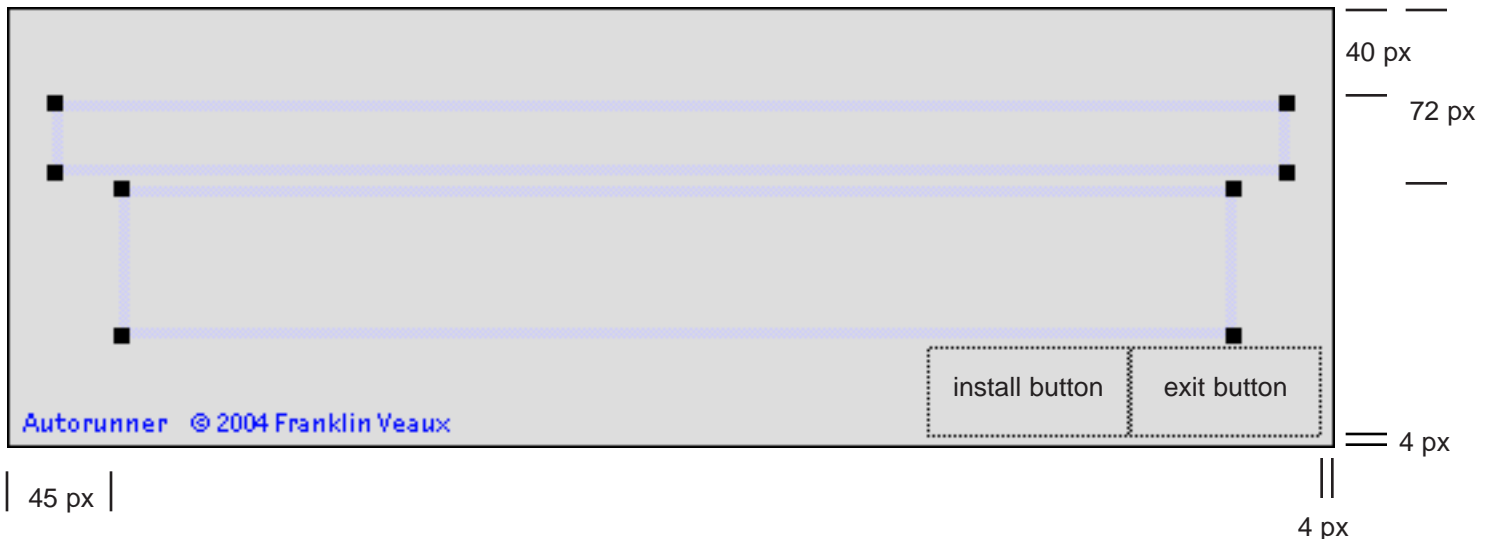 40 px
72 px
install button
exit button
Autorunner © 2004 Franklin Veaux
4 px
45 px
4 px